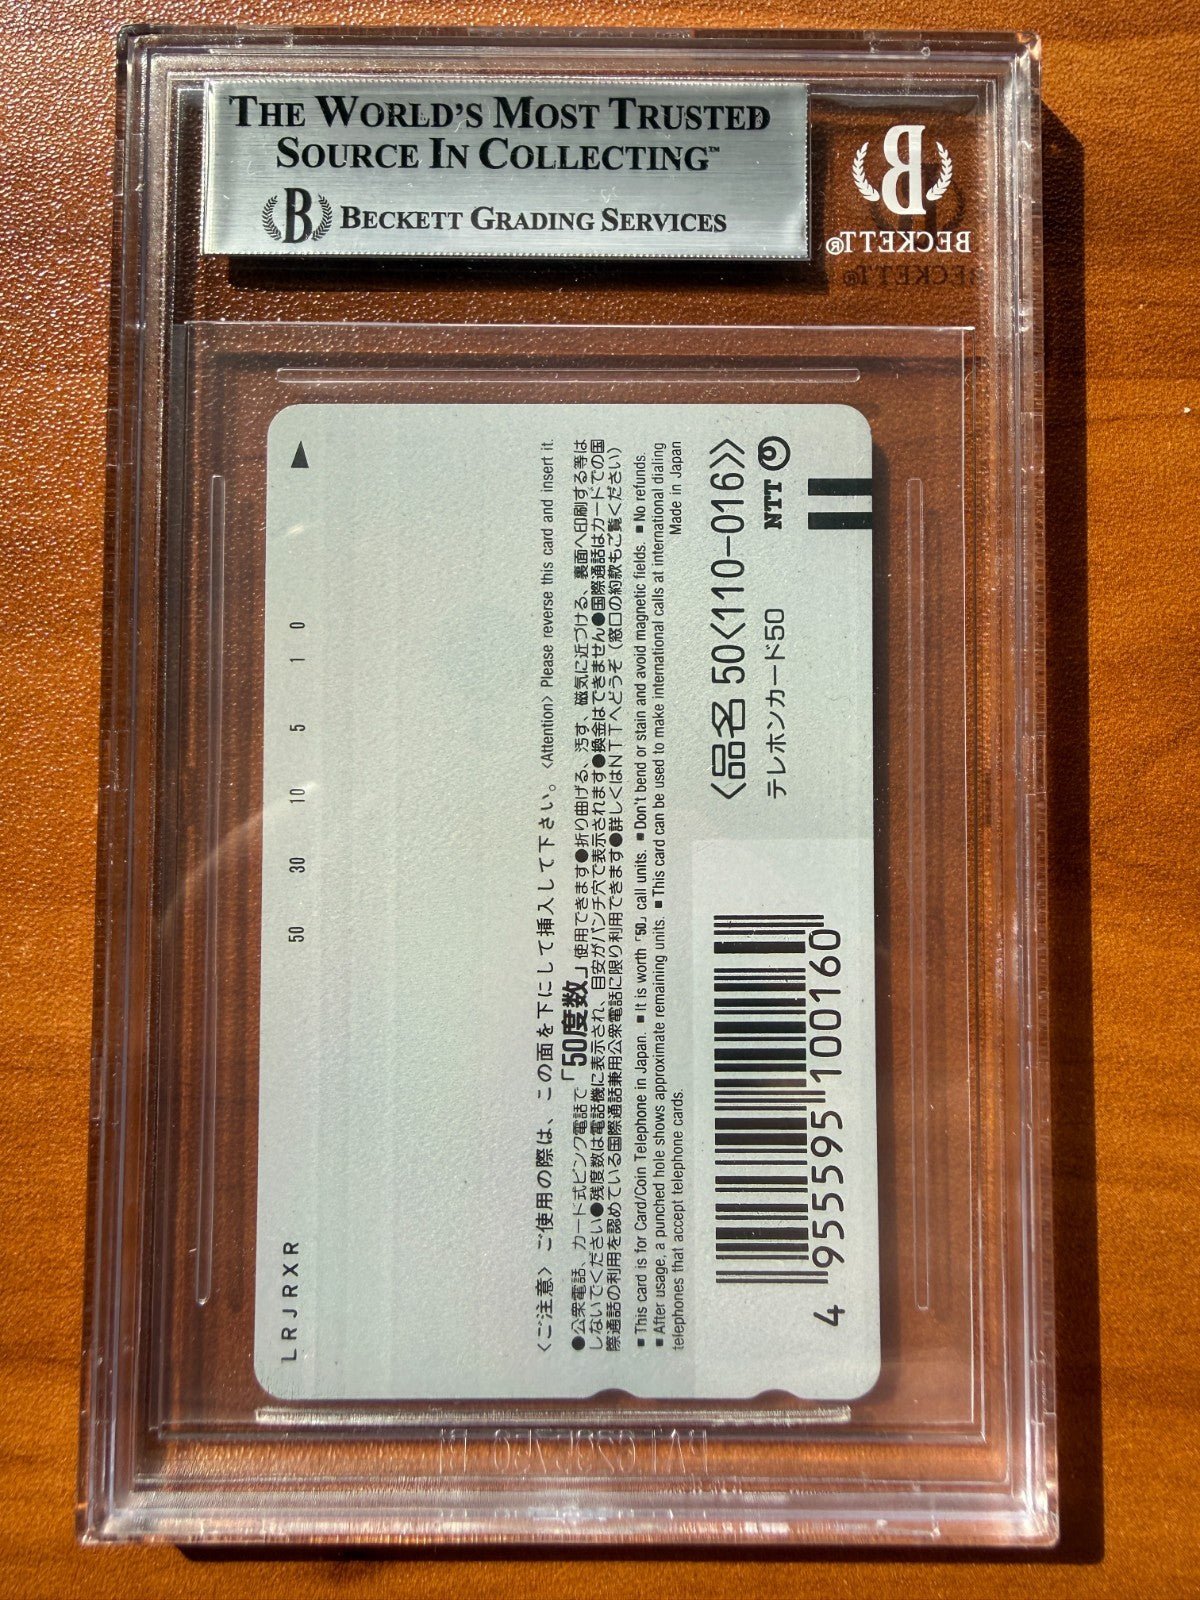 THE WORLD'S MOST TRUSTED
SOURCE IN COLLECTING™
B BECKETT GRADING SERVICES
B
BECKETT®
LRJRXR 50 30 10 5 1 0
〈ご注意〉ご使用の際は、この面を下にして挿入して下さい。〈Attention〉Please reverse this card and insert it.
●公衆電話、カード式ピンク電話で「50度数」使用できます●折り曲げる、汚す、磁気に近づける、裏面へ印刷する等は
しないでください●残度数は電話機に表示され、目安がパンチ穴で表示されます●換金はできません●国際通話はカードでの国
際通話の利用を認めている国際通話兼用公衆電話に限り利用できます●詳しくはNTTへどうぞ（窓口の約款もご覧ください）
■This card is for Card/Coin Telephone in Japan. ■It is worth「50」call units. ■Don't bend or stain and avoid magnetic fields. ■No refunds.
■After usage, a punched hole shows approximate remaining units. ■This card can be used to make international calls at international dialing
telephones that accept telephone cards. Made in Japan
〈品名 50〈110-016〉〉
NTT
テレホンカード50
4 955595 100160